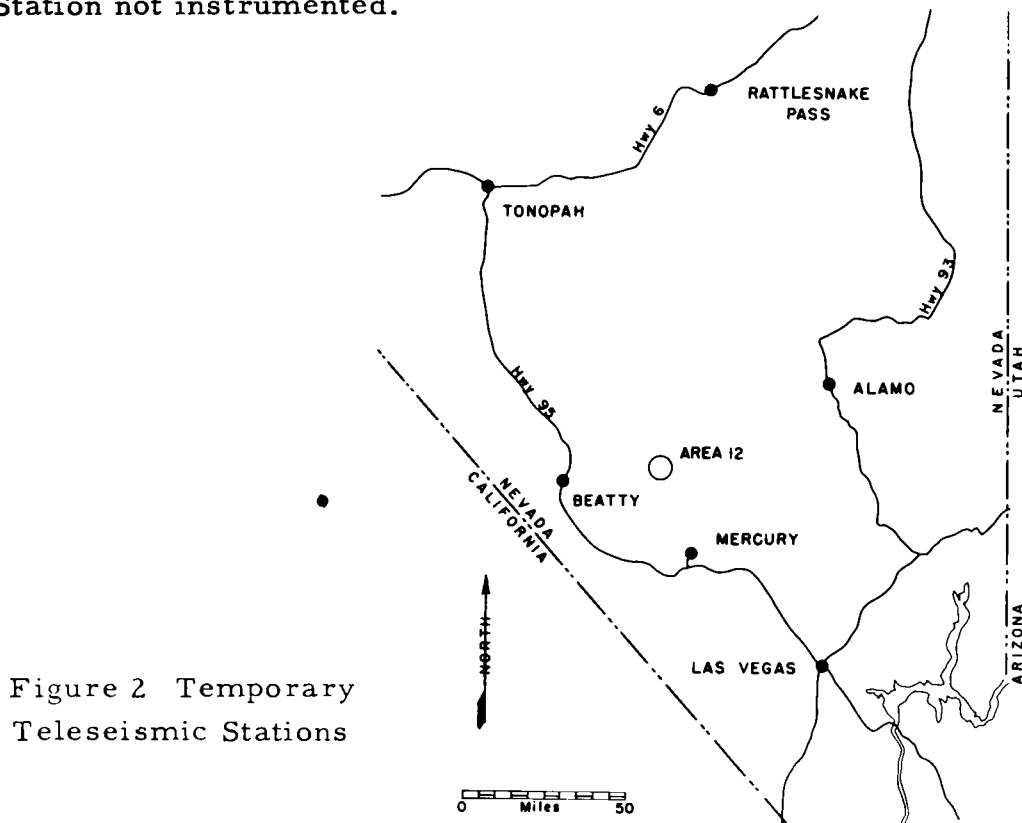 Station not instrumented.
RATTLESNAKE
PASS
Hwy 6
TONOPAH
Hwy 93
NEVADA
UTAH
ALAMO
Hwy 95
AREA 12
NEVADA
CALIFORNIA
BEATTY
MERCURY
NORTH
ARIZONA
LAS VEGAS
Figure 2 Temporary
Teleseismic Stations
0 Miles 50